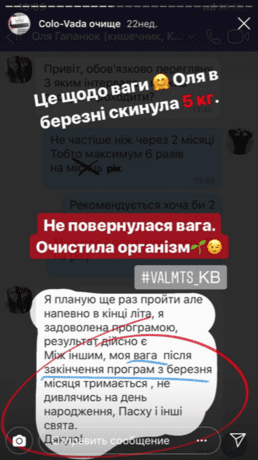 Colo-Vada очище 22нед.
Оля Гапанюк (кишечник, К...
Привіт, обов'язково перегляну
З яким інтервалом
проходити?
Це щодо ваги 🤗 Оля в
березні скинула 5 кг.
Не частіше ніж через 2 місяці
Тобто максимум 6 разів
на місяць рік
Рекомендується хоча би 2
Не повернулася вага.
Очистила організм🌱😉
#VALMTS_KB
Я планую ще раз пройти але
напевно в кінці літа, я
задоволена програмою,
результат дійсно є
Між іншим, моя вага після
закінчення програм з березня
місяця тримається , не
дивлячись на день
народження, Пасху і інші
свята.
Дякую!
сообщение